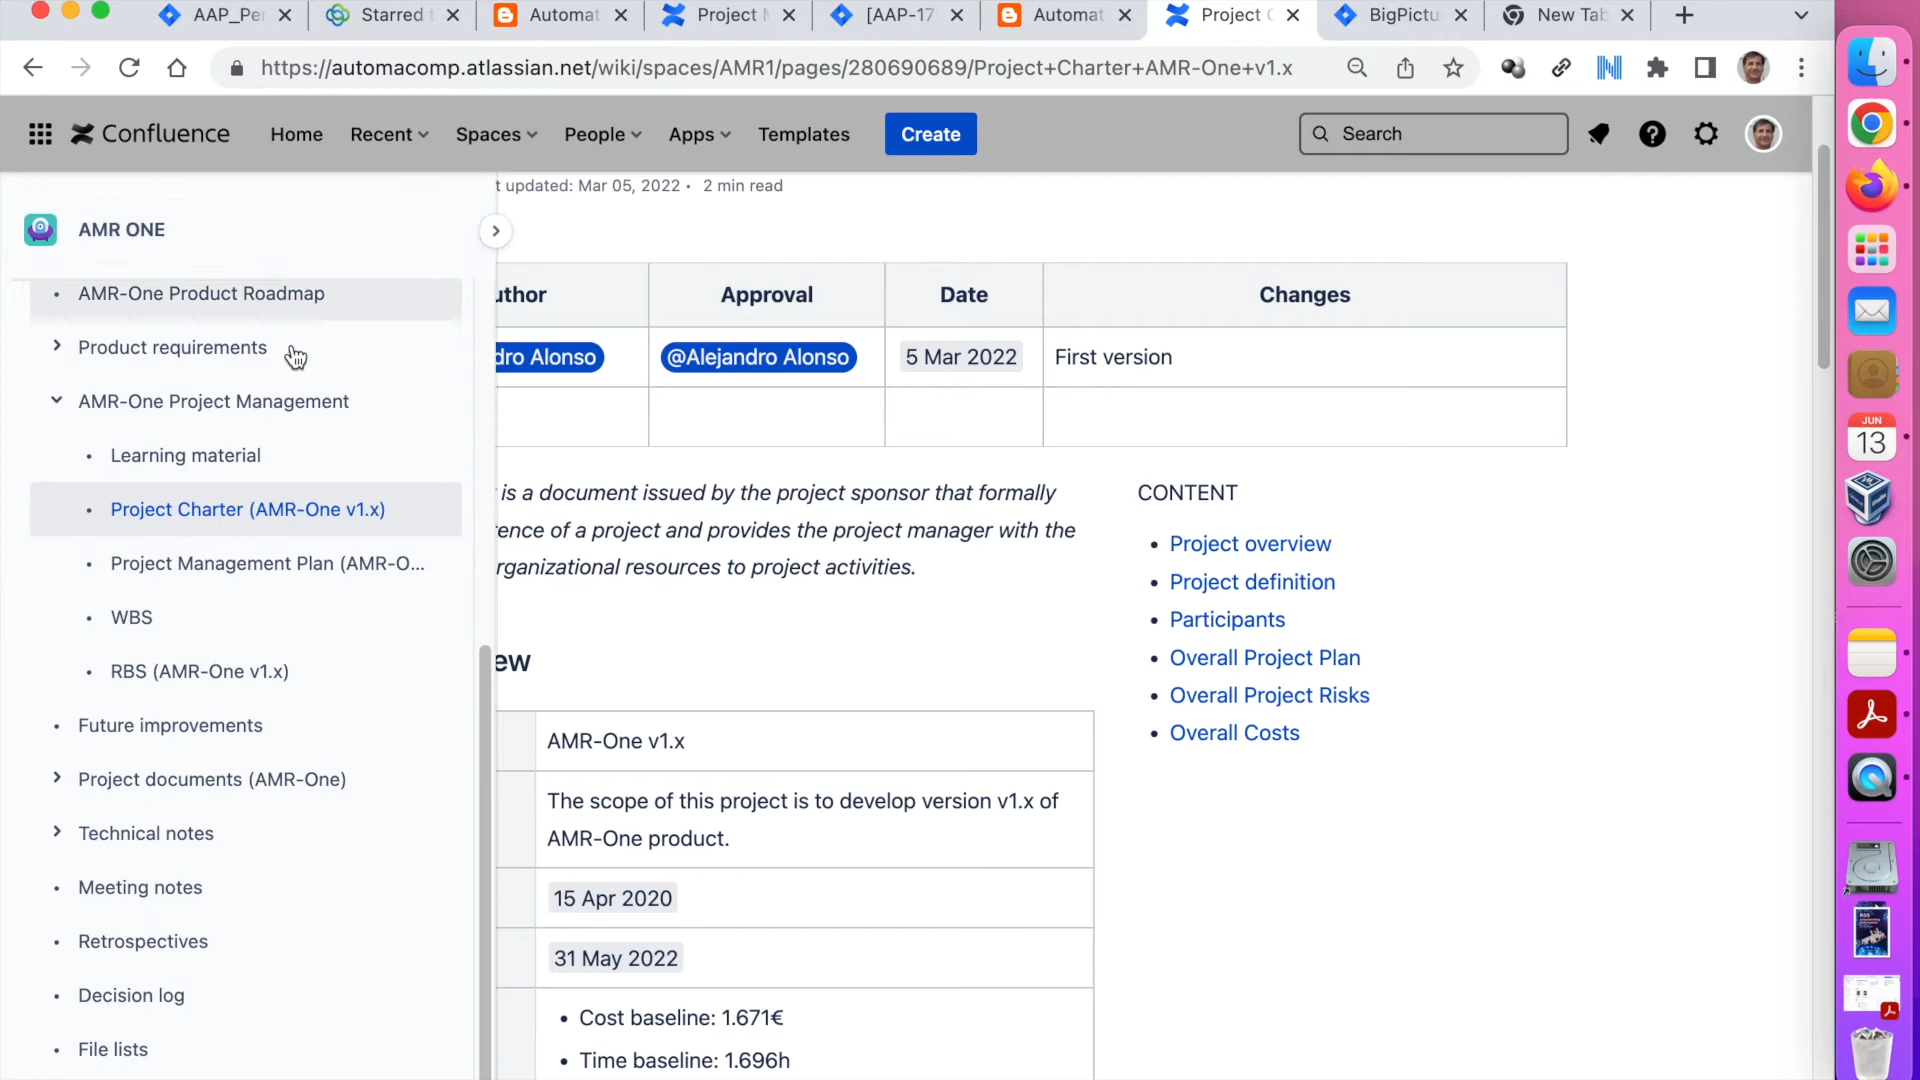 AAP_Pe
Starred
Automat
Project
[AAP-17
Automat
Project
BigPictu
New Tab
https://automacomp.atlassian.net/wiki/spaces/AMR1/pages/280690689/Project+Charter+AMR-One+v1.x
Confluence
Home
Recent
Spaces
People
Apps
Templates
Create
Search
t updated: Mar 05, 2022 • 2 min read
AMR ONE
AMR-One Product Roadmap
Product requirements
AMR-One Project Management
Learning material
Project Charter (AMR-One v1.x)
Project Management Plan (AMR-O...
WBS
RBS (AMR-One v1.x)
Future improvements
Project documents (AMR-One)
Technical notes
Meeting notes
Retrospectives
Decision log
File lists
uthor
Approval
Date
Changes
dro Alonso
@Alejandro Alonso
5 Mar 2022
First version
is a document issued by the project sponsor that formally
ence of a project and provides the project manager with the
rganizational resources to project activities.
CONTENT
• Project overview
• Project definition
• Participants
• Overall Project Plan
• Overall Project Risks
• Overall Costs
ew
AMR-One v1.x
The scope of this project is to develop version v1.x of
AMR-One product.
15 Apr 2020
31 May 2022
• Cost baseline: 1.671€
• Time baseline: 1.696h
JUN
13